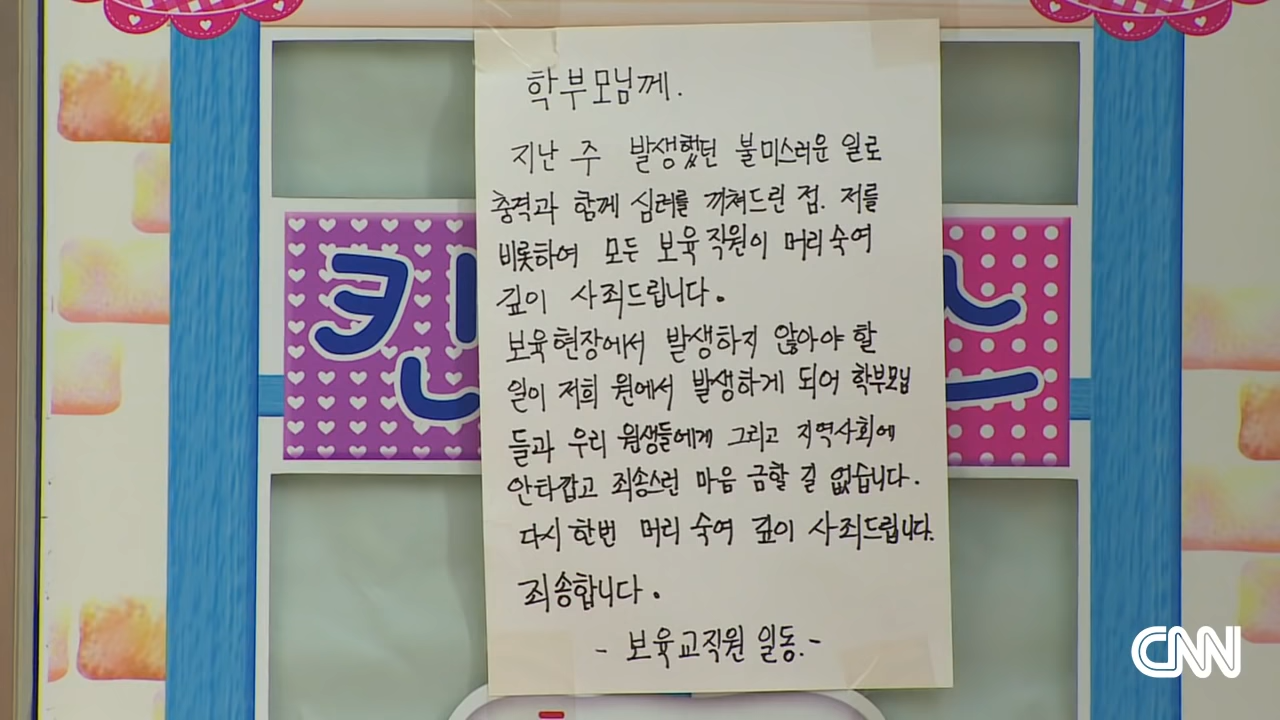 학부모님께.
지난 주 발생했던 불미스러운 일로
충격과 함께 심려를 끼쳐드린 점. 저를
비롯하여 모든 보육직원이 머리숙여
깊이 사죄드립니다.
보육현장에서 발생하지 않아야 할
일이 저희 원에서 발생하게 되어 학부모님
들과 우리 원생들에게 그리고 지역사회에
안타깝고 죄송스런 마음 금할 길 없습니다.
다시 한번 머리 숙여 깊이 사죄드립니다.
죄송합니다.
- 보육교직원 일동.-
CNN